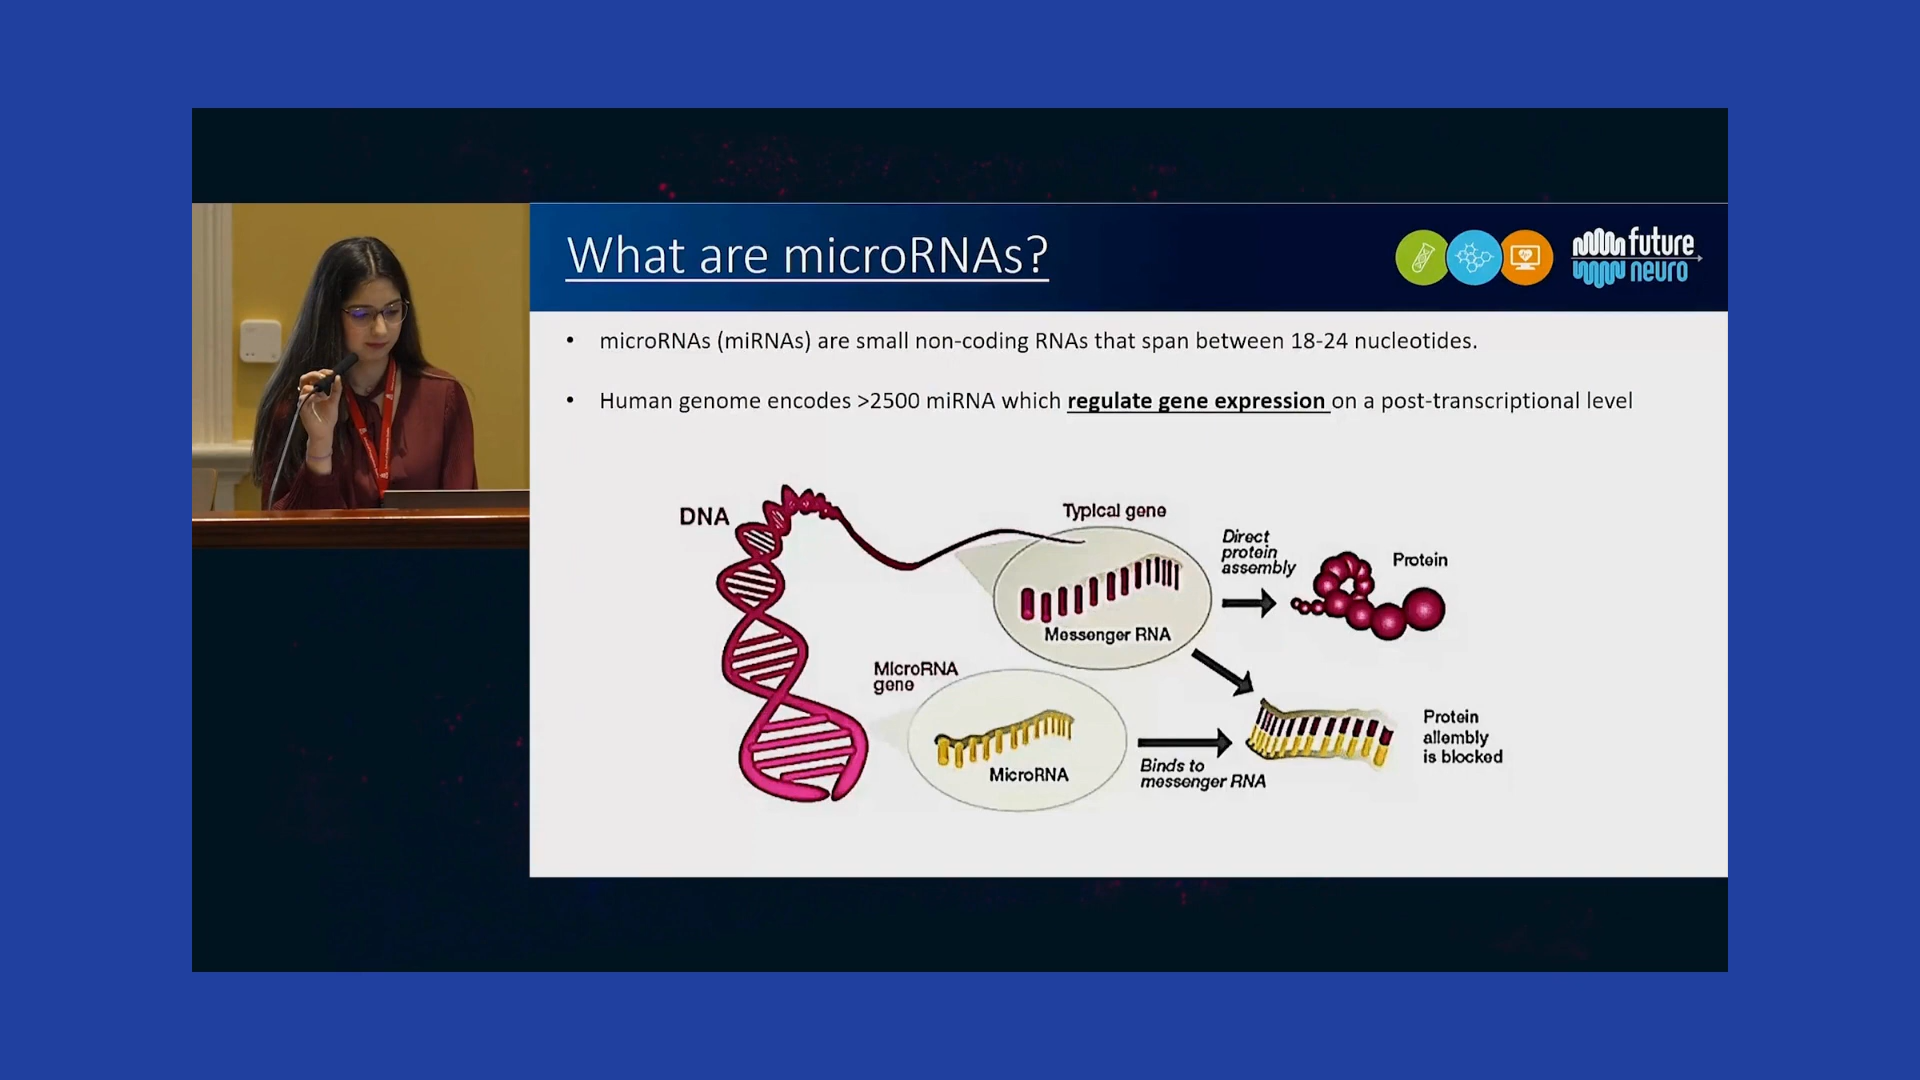 What are microRNAs?
future
neuro
• microRNAs (miRNAs) are small non-coding RNAs that span between 18-24 nucleotides.
• Human genome encodes >2500 miRNA which regulate gene expression on a post-transcriptional level
DNA
Typical gene
Direct
protein
assembly
Protein
Messenger RNA
MicroRNA
gene
MicroRNA
Binds to
messenger RNA
Protein
allembly
is blocked